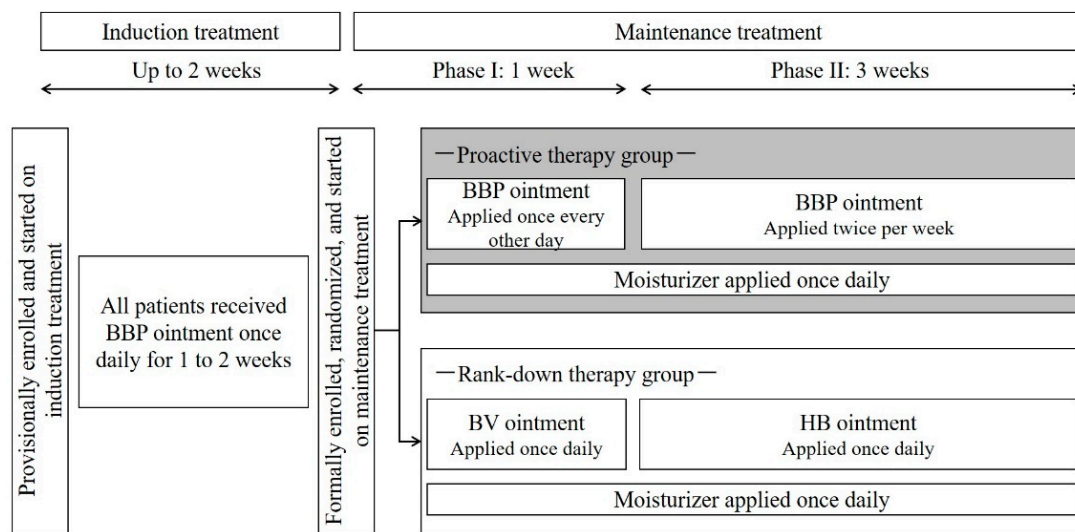 Induction treatment
Maintenance treatment
Up to 2 weeks
Phase I: 1 week
Phase II: 3 weeks
Provisionally enrolled and started on
induction treatment
All patients received
BBP ointment once
daily for 1 to 2 weeks
Formally enrolled, randomized, and started
on maintenance treatment
—Proactive therapy group—
BBP ointment
Applied once every
other day
BBP ointment
Applied twice per week
Moisturizer applied once daily
—Rank-down therapy group—
BV ointment
Applied once daily
HB ointment
Applied once daily
Moisturizer applied once daily